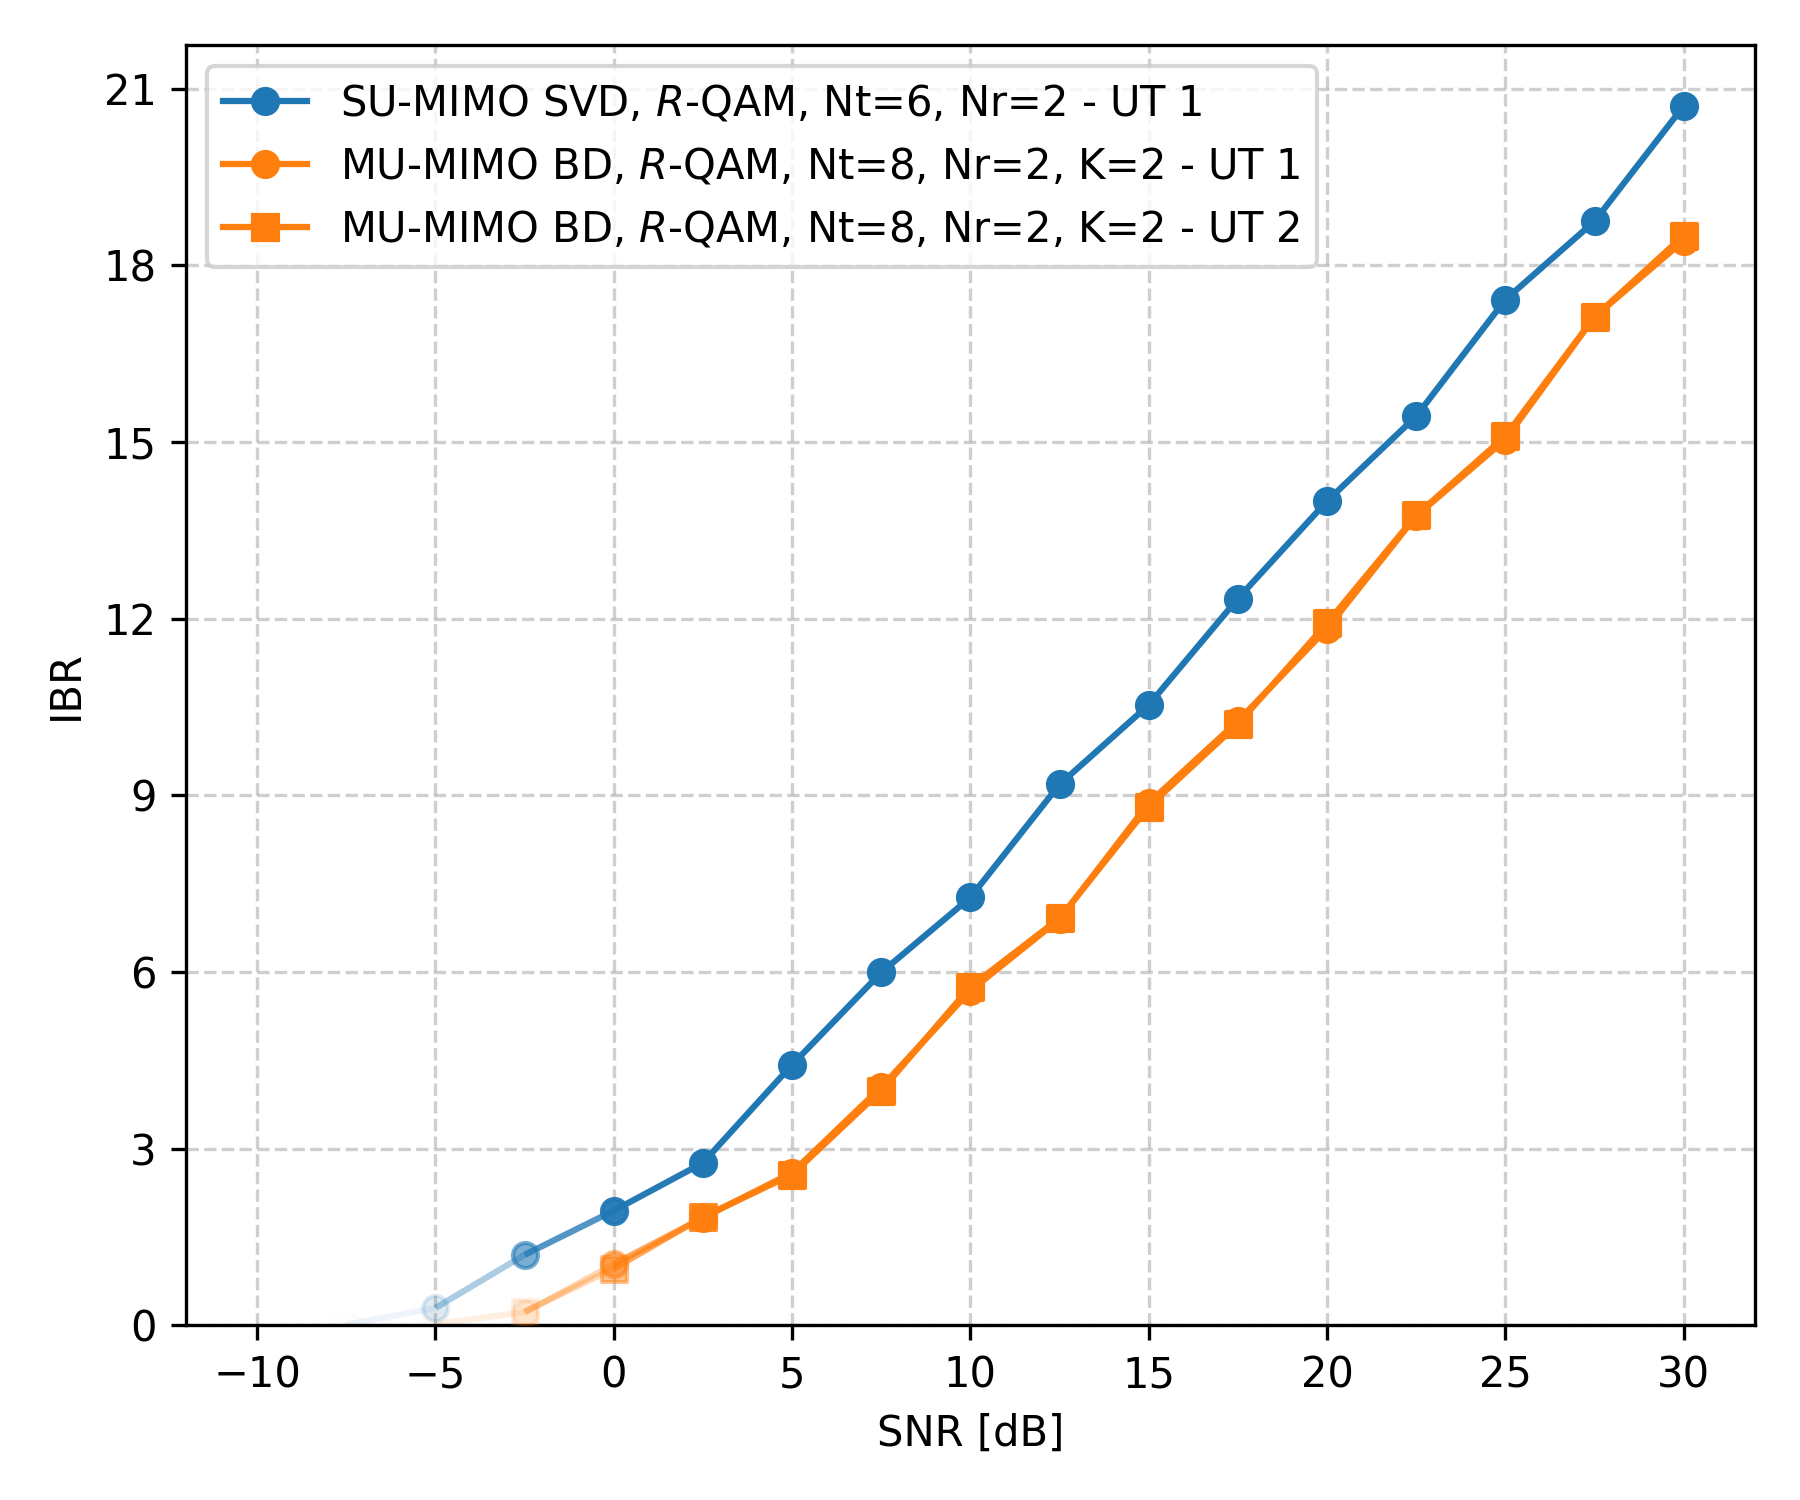 SU-MIMO SVD, R-QAM, Nt=6, Nr=2 - UT 1
MU-MIMO BD, R-QAM, Nt=8, Nr=2, K=2 - UT 1
MU-MIMO BD, R-QAM, Nt=8, Nr=2, K=2 - UT 2
21
18
15
12
9
6
3
0
IBR
−10 −5 0 5 10 15 20 25 30
SNR [dB]